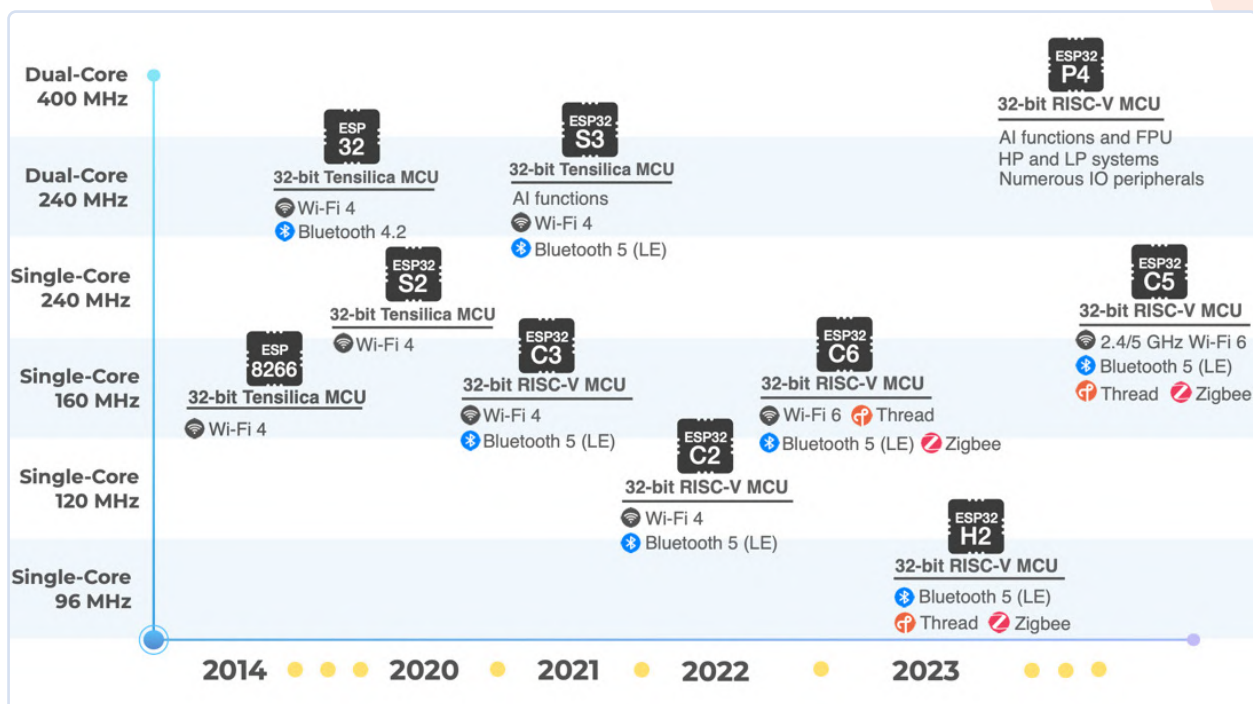 Dual-Core
400 MHz
ESP32
P4
32-bit RISC-V MCU
AI functions and FPU
HP and LP systems
Numerous IO peripherals
Dual-Core
240 MHz
ESP
32
32-bit Tensilica MCU
Wi-Fi 4
Bluetooth 4.2
ESP32
S3
32-bit Tensilica MCU
AI functions
Wi-Fi 4
Bluetooth 5 (LE)
Single-Core
240 MHz
ESP32
S2
32-bit Tensilica MCU
Wi-Fi 4
ESP32
C5
32-bit RISC-V MCU
2.4/5 GHz Wi-Fi 6
Bluetooth 5 (LE)
Thread Zigbee
Single-Core
160 MHz
ESP
8266
32-bit Tensilica MCU
Wi-Fi 4
ESP32
C3
32-bit RISC-V MCU
Wi-Fi 4
Bluetooth 5 (LE)
ESP32
C6
32-bit RISC-V MCU
Wi-Fi 6 Thread
Bluetooth 5 (LE) Zigbee
Single-Core
120 MHz
ESP32
C2
32-bit RISC-V MCU
Wi-Fi 4
Bluetooth 5 (LE)
Single-Core
96 MHz
ESP32
H2
32-bit RISC-V MCU
Bluetooth 5 (LE)
Thread Zigbee
2014 2020 2021 2022 2023